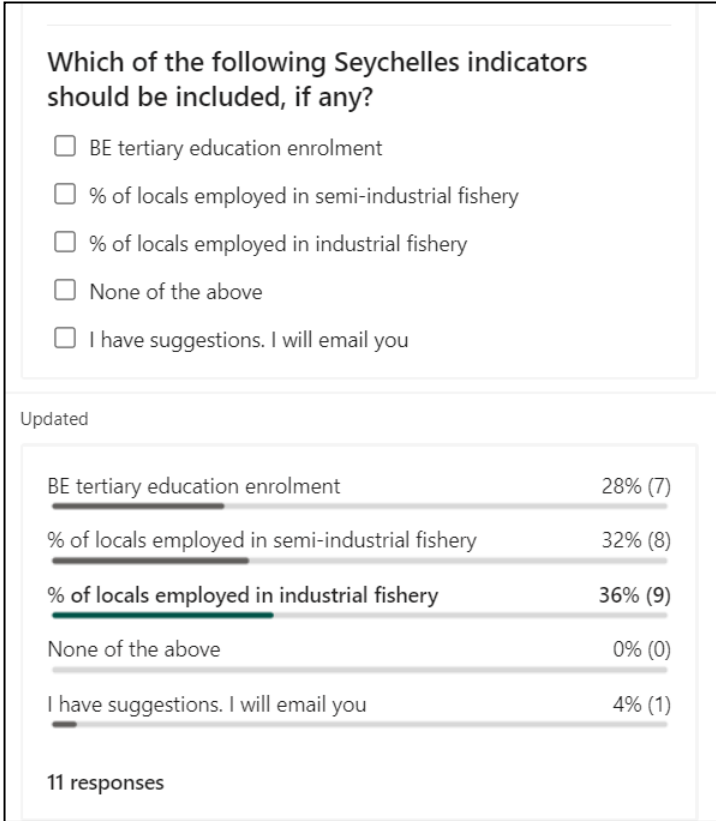 Which of the following Seychelles indicators
should be included, if any?
BE tertiary education enrolment
% of locals employed in semi-industrial fishery
% of locals employed in industrial fishery
None of the above
I have suggestions. I will email you
Updated
BE tertiary education enrolment 28% (7)
% of locals employed in semi-industrial fishery 32% (8)
% of locals employed in industrial fishery 36% (9)
None of the above 0% (0)
I have suggestions. I will email you 4% (1)
11 responses